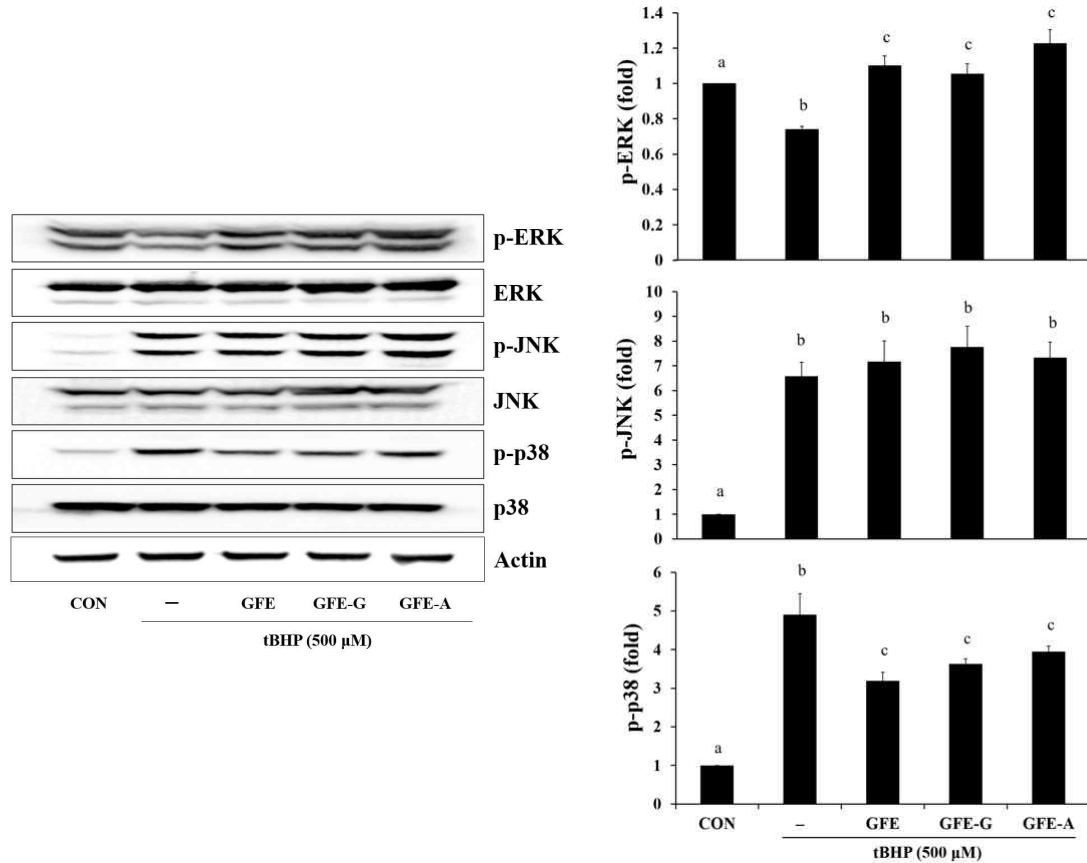 p-ERK
ERK
p-JNK
JNK
p-p38
p38
Actin
CON – GFE GFE-G GFE-A
tBHP (500 μM)
p-ERK (fold)
1.4
1.2
1
0.8
0.6
0.4
0.2
0
a
b
c
c
c
p-JNK (fold)
10
9
8
7
6
5
4
3
2
1
0
a
b
b
b
b
p-p38 (fold)
6
5
4
3
2
1
0
a
b
c
c
c
CON – GFE GFE-G GFE-A
tBHP (500 μM)